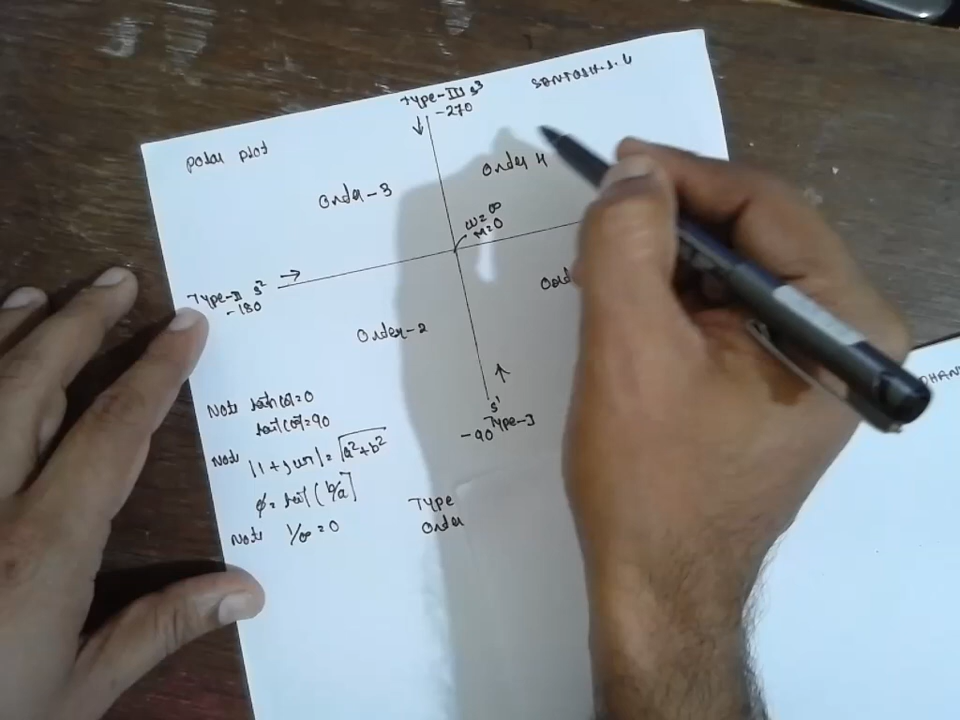 Type-III s³
-270
SANTOSH.S.G
Polar plot
Order-3
Order 4
ω=∞
M=0
Type-II s²
-180
Order-2
s¹
Type-I
-90
Note tan⁻¹(0)=0
tan⁻¹(∞)=90
Note |1+jωT|=√a²+b²
φ=tan⁻¹(b/a)
Note 1/∞=0
Type
Order